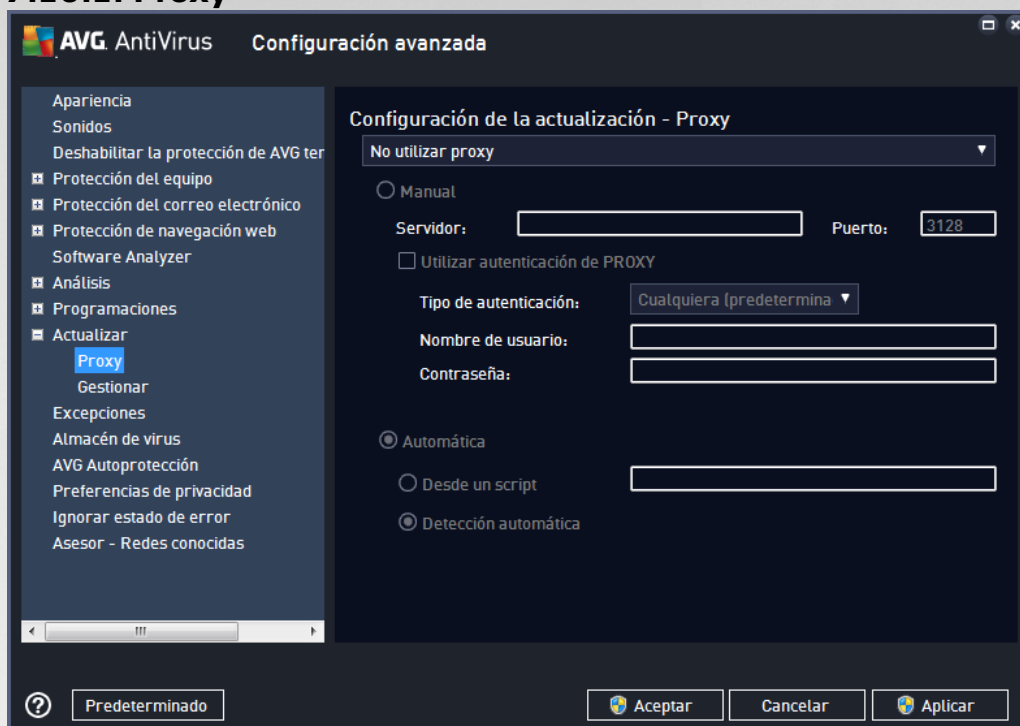 AVG. AntiVirus Configuración avanzada
Apariencia
Sonidos
Deshabilitar la protección de AVG ter
Protección del equipo
Protección del correo electrónico
Protección de navegación web
Software Analyzer
Análisis
Programaciones
Actualizar
Proxy
Gestionar
Excepciones
Almacén de virus
AVG Autoprotección
Preferencias de privacidad
Ignorar estado de error
Asesor - Redes conocidas
Configuración de la actualización - Proxy
No utilizar proxy
Manual
Servidor: Puerto: 3128
Utilizar autenticación de PROXY
Tipo de autenticación: Cualquiera (predetermina
Nombre de usuario:
Contraseña:
Automática
Desde un script
Detección automática
? Predeterminado Aceptar Cancelar Aplicar